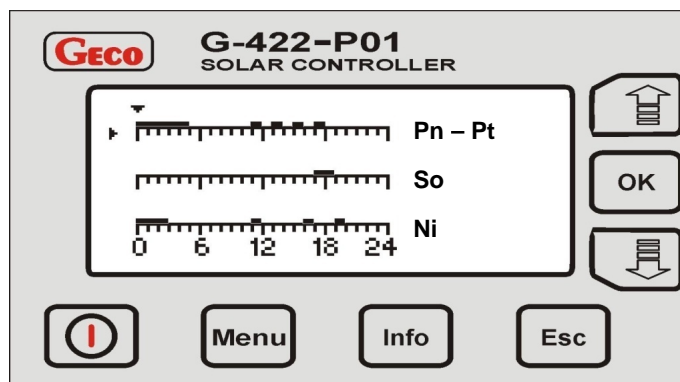 GECO
G-422-P01
SOLAR CONTROLLER
Pn – Pt
So
Ni
0 6 12 18 24
OK
Menu
Info
Esc